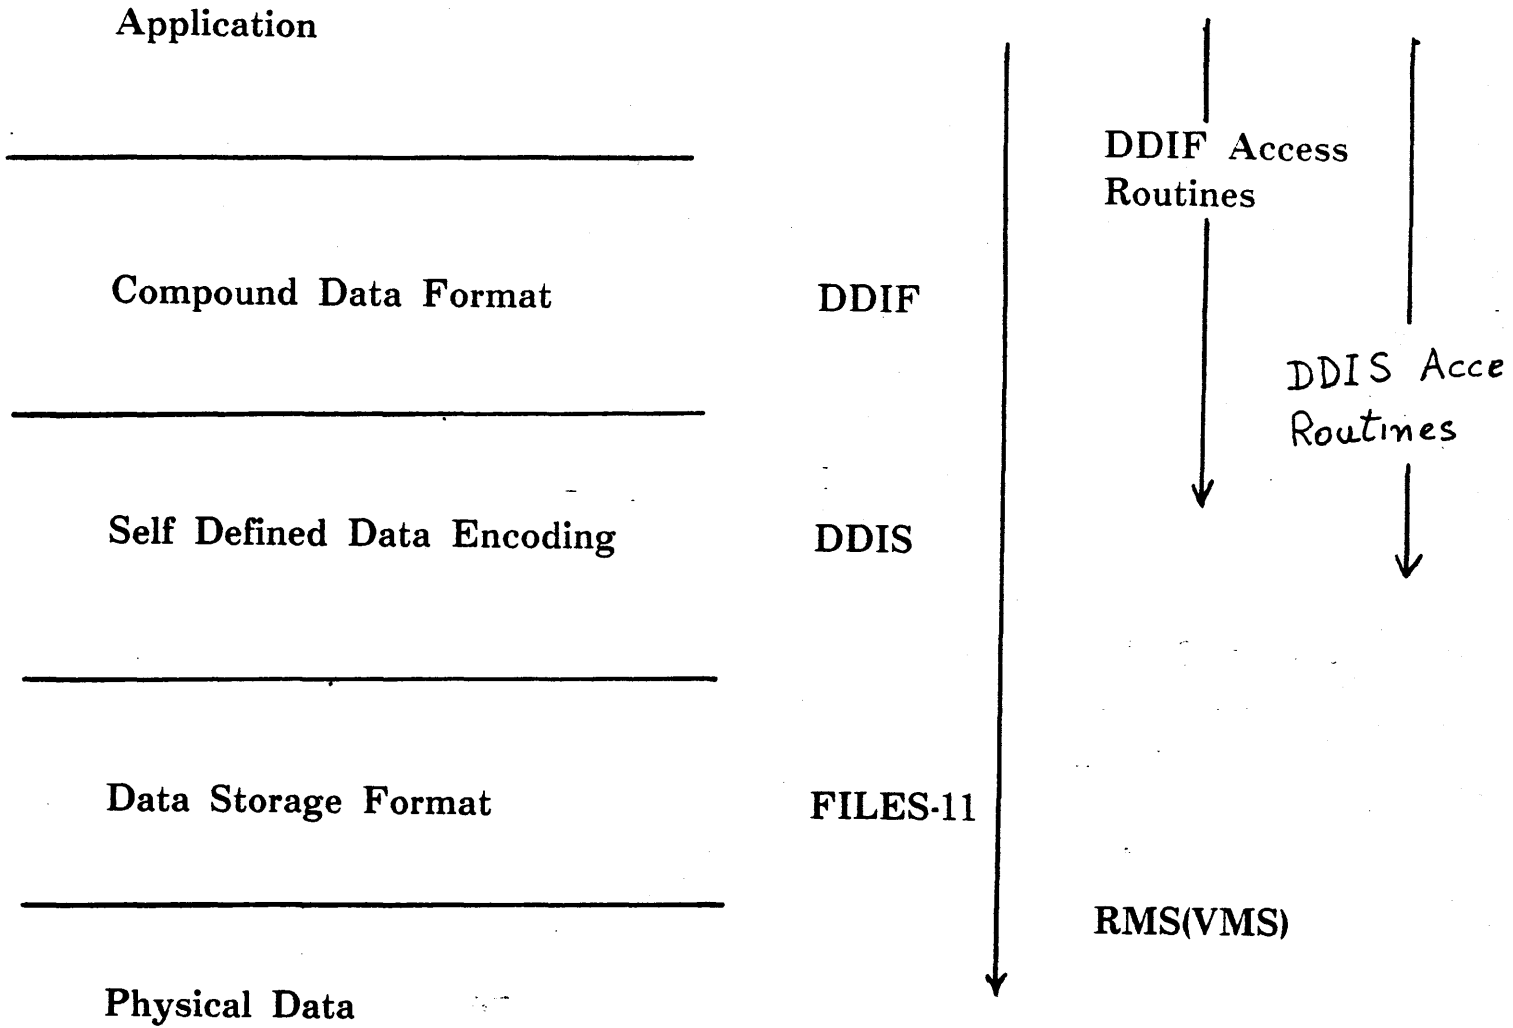 Application
DDIF Access
Routines
Compound Data Format DDIF
DDIS Acce
Routines
Self Defined Data Encoding DDIS
Data Storage Format FILES-11
RMS(VMS)
Physical Data